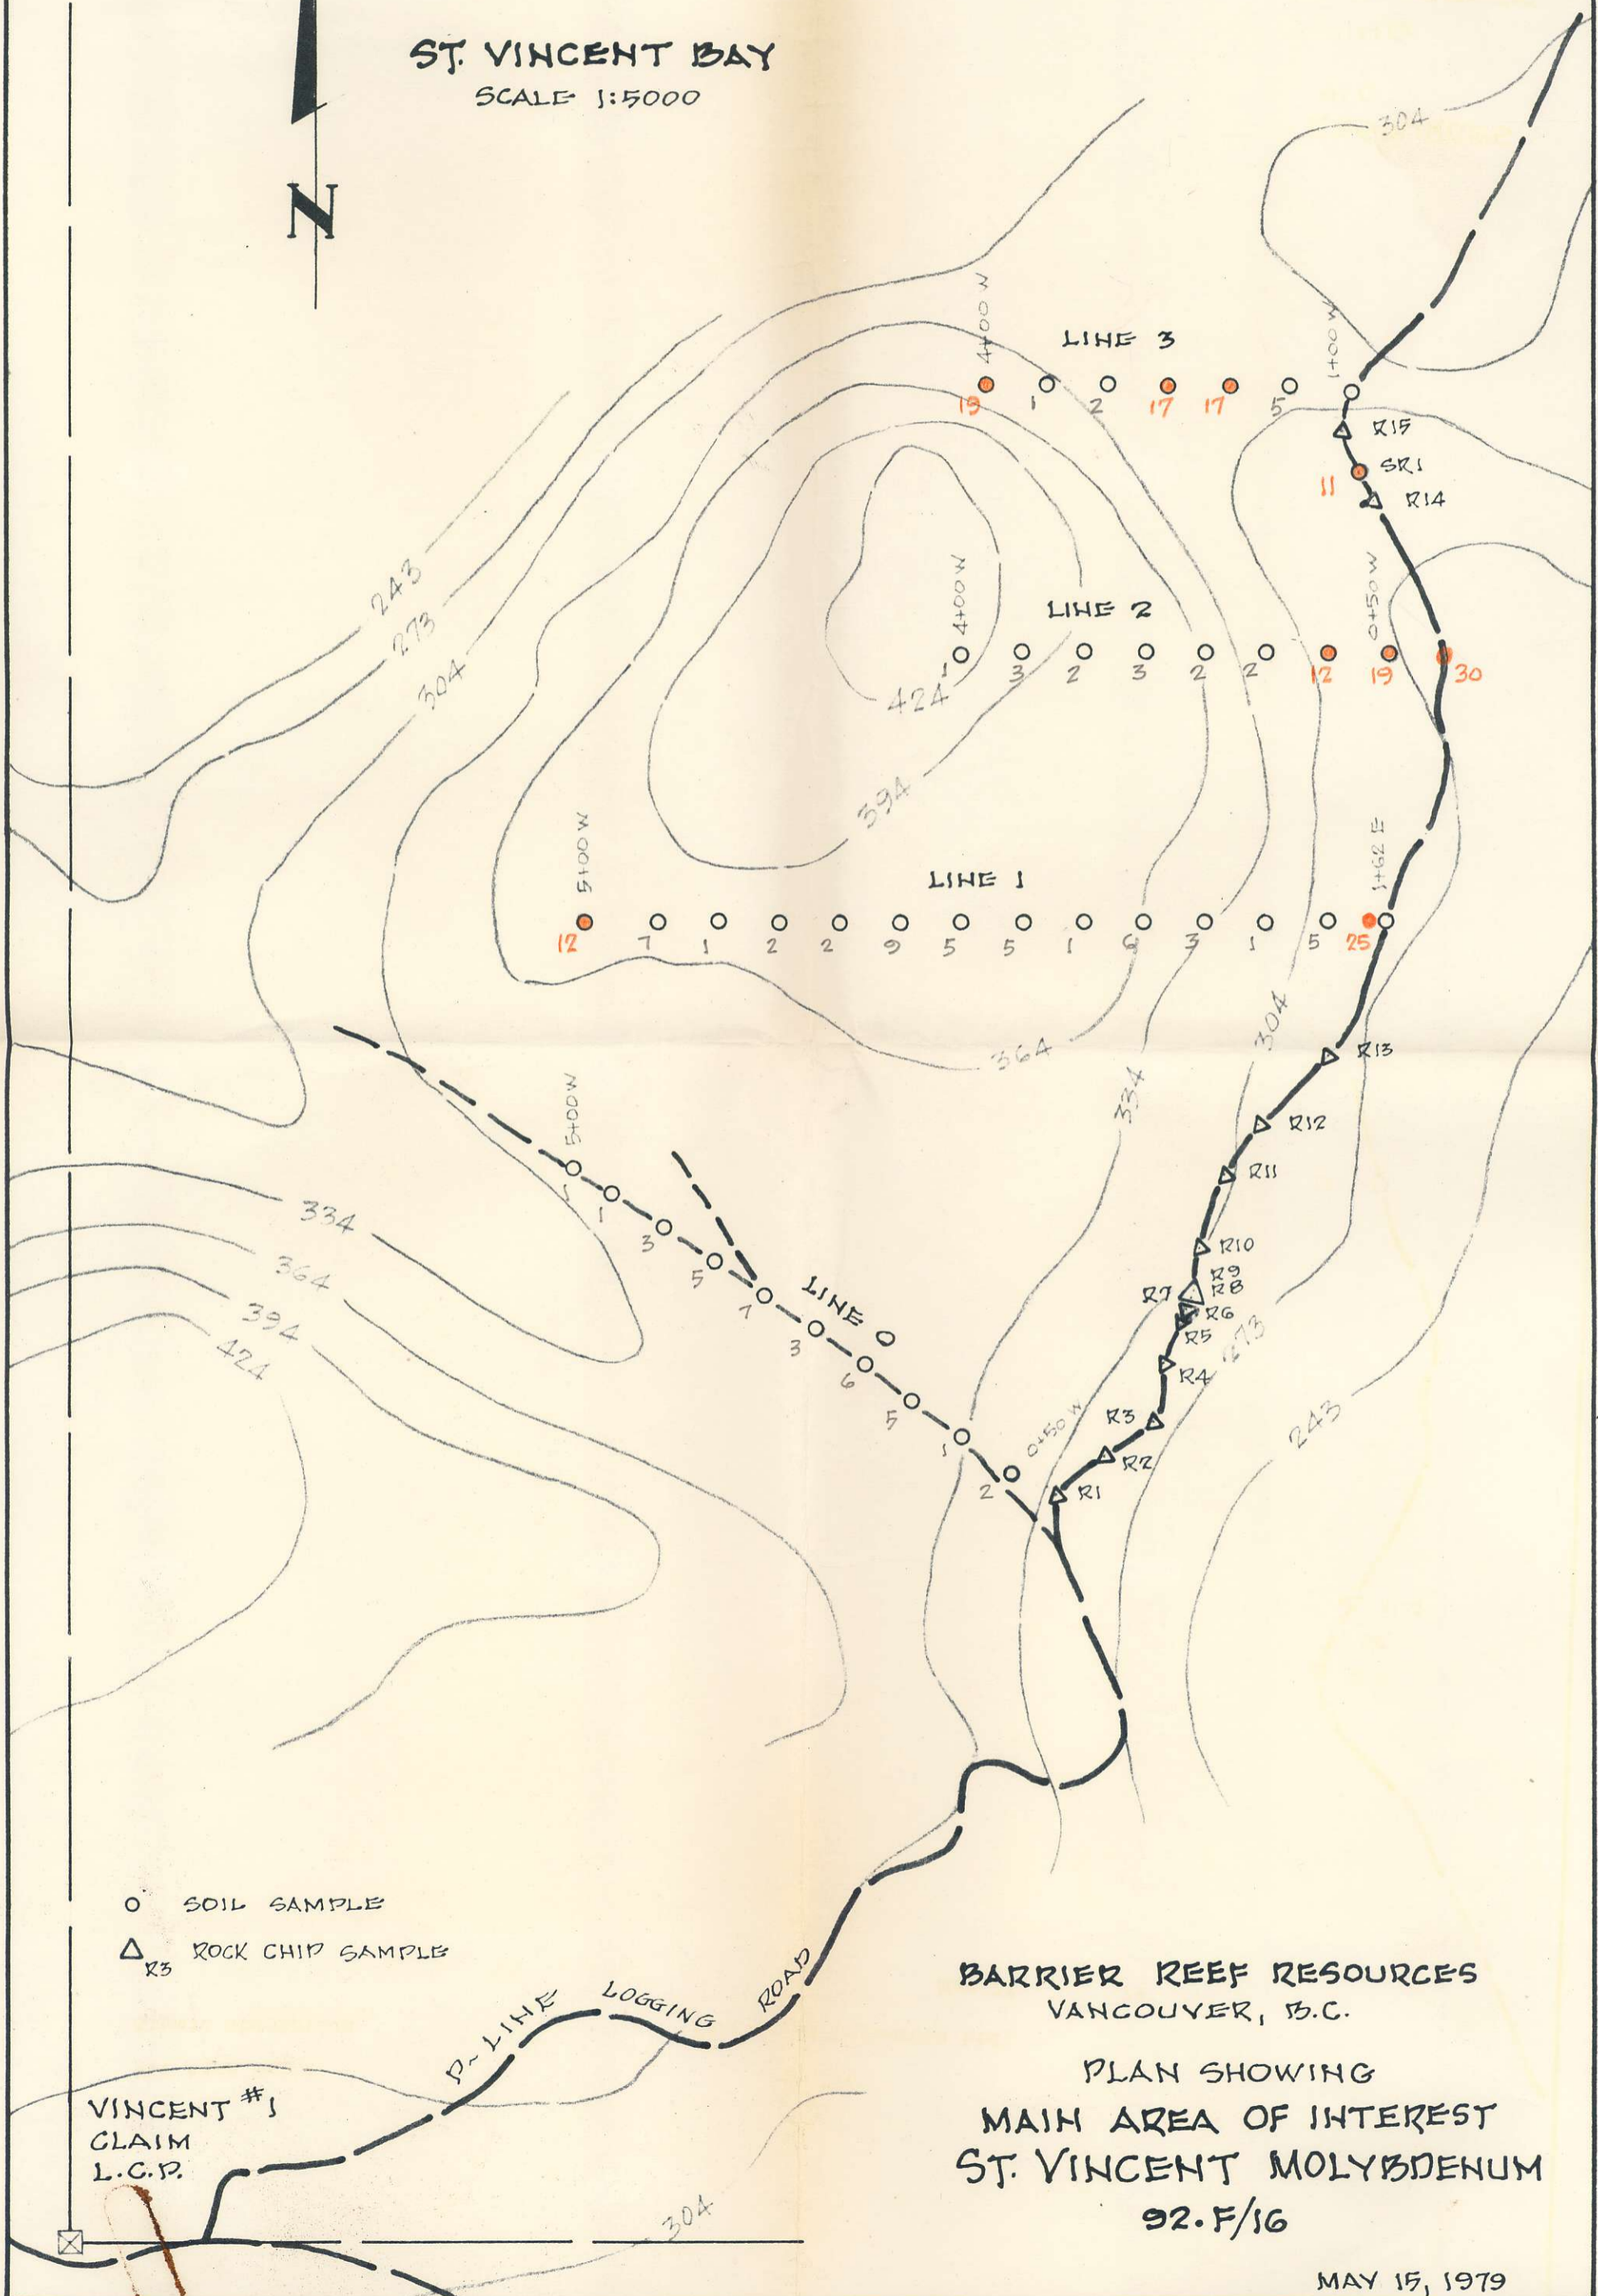 ST. VINCENT BAY
SCALE 1:5000
N
304
4+00 W
LINE 3
1+00 W
19 1 2 17 17 5
R15
SR1
11
R14
243
273
304
4+00 W
LINE 2
0+50 W
3 2 3 2 2 12 19 30
424
394
5+00 W
LINE 1
1+62 E
12 7 1 2 2 9 5 5 1 6 3 1 5 25
364
304
334
R13
R12
R11
R10
R9
R7 R8
R6
R5
R4
R3
R2
R1
273
243
5+00W
1
1
3
5
7
3
6
5
1
2
LINE 0
0+50 W
334
364
394
424
SOIL SAMPLE
R3 ROCK CHIP SAMPLE
P-LINE LOGGING ROAD
VINCENT #1
CLAIM
L.C.P.
304
BARRIER REEF RESOURCES
VANCOUVER, B.C.
PLAN SHOWING
MAIN AREA OF INTEREST
ST. VINCENT MOLYBDENUM
92.F/16
MAY 15, 1979